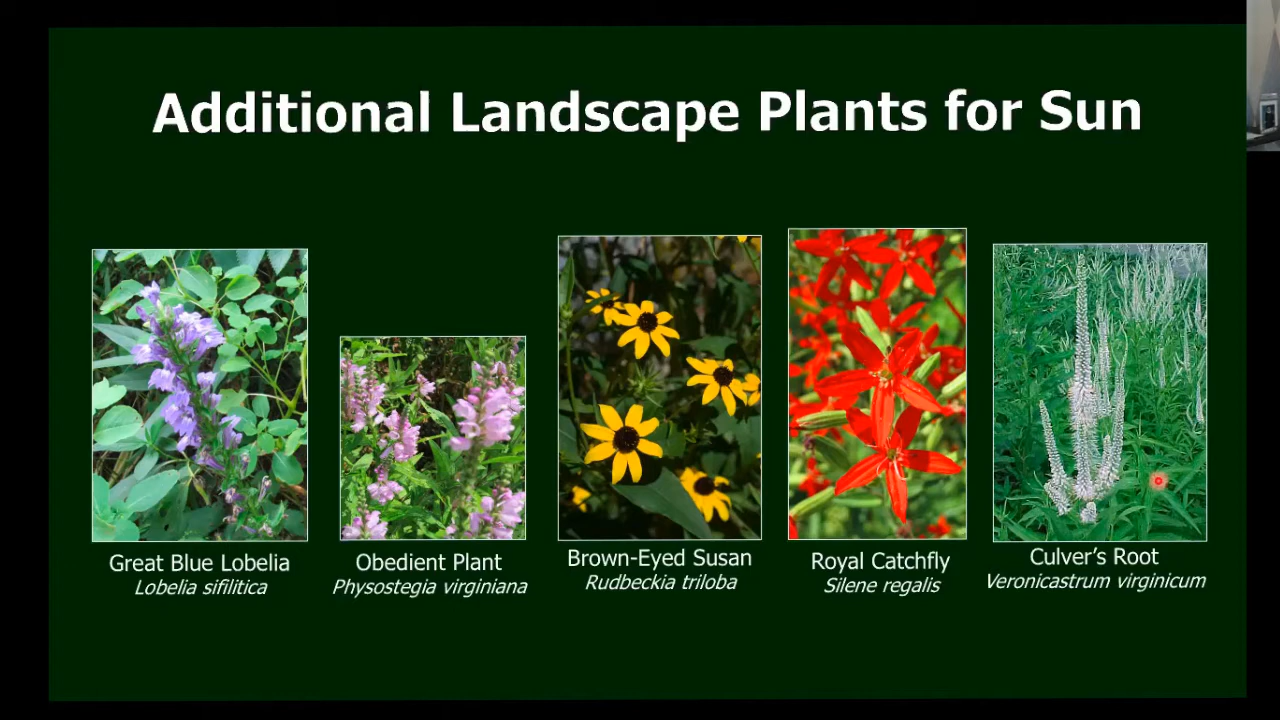 Additional Landscape Plants for Sun
Great Blue Lobelia
Lobelia sifilitica
Obedient Plant
Physostegia virginiana
Brown-Eyed Susan
Rudbeckia triloba
Royal Catchfly
Silene regalis
Culver's Root
Veronicastrum virginicum